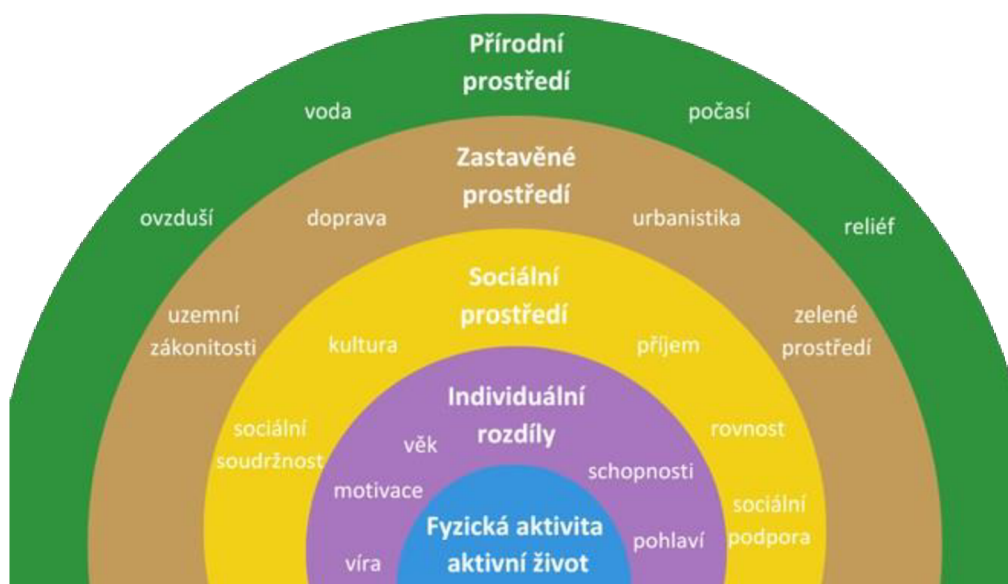 Přírodní
prostředí
voda
počasí
ovzduší
reliéf
Zastavěné
prostředí
doprava
urbanistika
uzemní
zákonitosti
zelené
prostředí
Sociální
prostředí
kultura
příjem
sociální
soudržnost
rovnost
sociální
podpora
Individuální
rozdíly
věk
schopnosti
motivace
víra
pohlaví
Fyzická aktivita
aktivní život